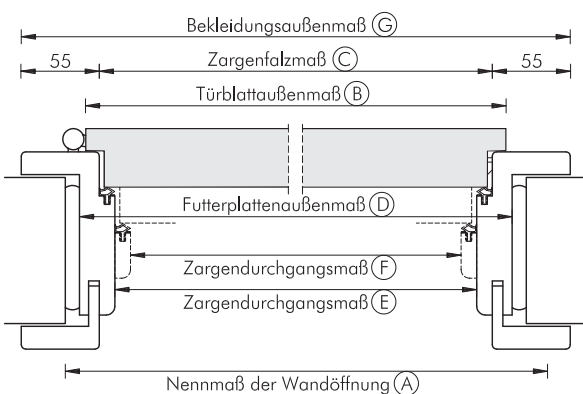 Bekleidungsaußenmaß G
55 Zargenfalzmaß C 55
Türblattaußenmaß B
Futterplattenaußenmaß D
Zargendurchgangsmaß F
Zargendurchgangsmaß E
Nennmaß der Wandöffnung A